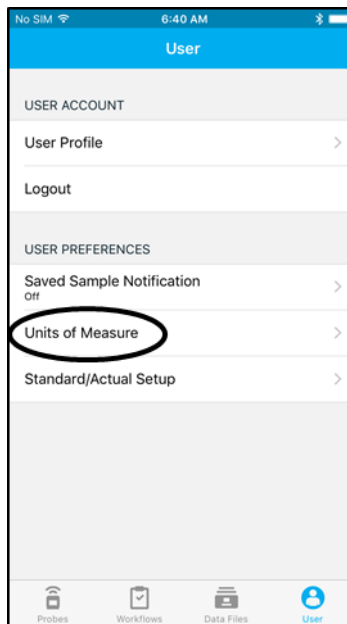 No SIM 6:40 AM
User
USER ACCOUNT
User Profile
Logout
USER PREFERENCES
Saved Sample Notification
Off
Units of Measure
Standard/Actual Setup
Probes Workflows Data Files User